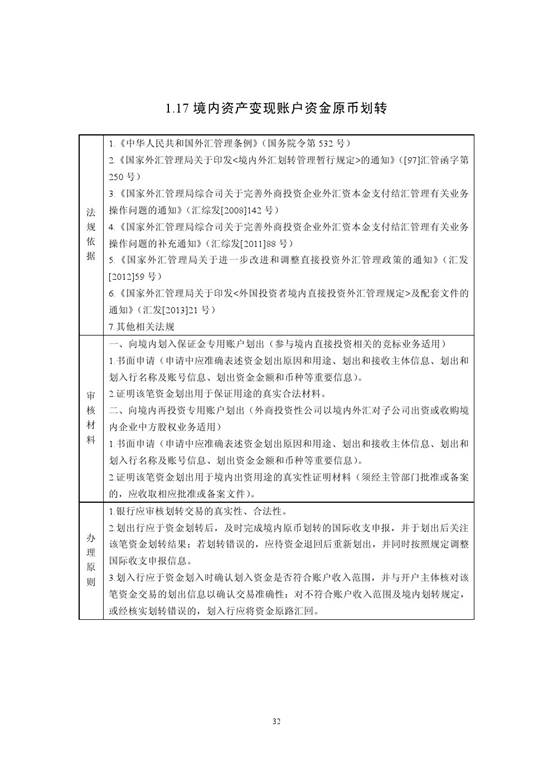 1.17 境内资产变现账户资金原币划转
法规依据
1.《中华人民共和国外汇管理条例》（国务院令第 532 号）
2.《国家外汇管理局关于印发<境内外汇划转管理暂行规定>的通知》（[97]汇管函字第
250 号）
3.《国家外汇管理局综合司关于完善外商投资企业外汇资本金支付结汇管理有关业务
操作问题的通知》（汇综发[2008]142 号）
4.《国家外汇管理局综合司关于完善外商投资企业外汇资本金支付结汇管理有关业务
操作问题的补充通知》（汇综发[2011]88 号）
5.《国家外汇管理局关于进一步改进和调整直接投资外汇管理政策的通知》（汇发
[2012]59 号）
6.《国家外汇管理局关于印发<外国投资者境内直接投资外汇管理规定>及配套文件的
通知》（汇发[2013]21 号）
7.其他相关法规
审核材料
一、向境内划入保证金专用账户划出（参与境内直接投资相关的竞标业务适用）
1.书面申请（申请中应准确表述资金划出原因和用途、划出和接收主体信息、划出和
划入行名称及账号信息、划出资金金额和币种等重要信息）。
2.证明该笔资金划出用于保证用途的真实合法材料。
二、向境内再投资专用账户划出（外商投资性公司以境内外汇对子公司出资或收购境
内企业中方股权业务适用）
1.书面申请（申请中应准确表述资金划出原因和用途、划出和接收主体信息、划出和
划入行名称及账号信息、划出资金金额和币种等重要信息）。
2.证明该笔资金划出用于境内出资用途的真实性证明材料（须经主管部门批准或备案
的，应收取相应批准或备案文件）。
办理原则
1.银行应审核划转交易的真实性、合法性。
2.划出行应于资金划转后，及时完成境内原币划转的国际收支申报，并于划出后关注
该笔资金划转结果；若划转错误的，应待资金退回后重新划出，并同时按照规定调整
国际收支申报信息。
3.划入行应于资金划入时确认划入资金是否符合账户收入范围，并与开户主体核对该
笔资金交易的划出信息以确认交易准确性；对不符合账户收入范围及境内划转规定，
或经核实划转错误的，划入行应将资金原路汇回。
32